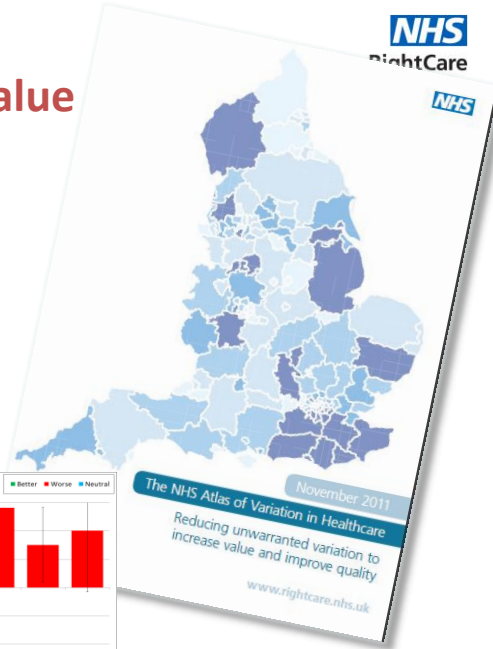 NHS
RightCare
alue
NHS
November 2011
The NHS Atlas of Variation in Healthcare
Reducing unwarranted variation to
increase value and improve quality
www.rightcare.nhs.uk
Better Worse Neutral